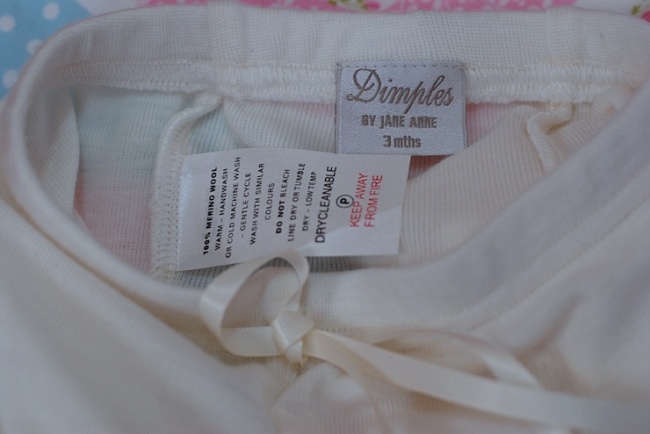 Dimples
BY JANE ANNE
3 mths
100% MERINO WOOL
WARM - HANDWASH
OR COLD MACHINE WASH
- GENTLE CYCLE
WASH WITH SIMILAR
COLOURS
DO NOT BLEACH
LINE DRY OR TUMBLE
DRY - LOW TEMP
DRYCLEANABLE
P
KEEP AWAY
FROM FIRE